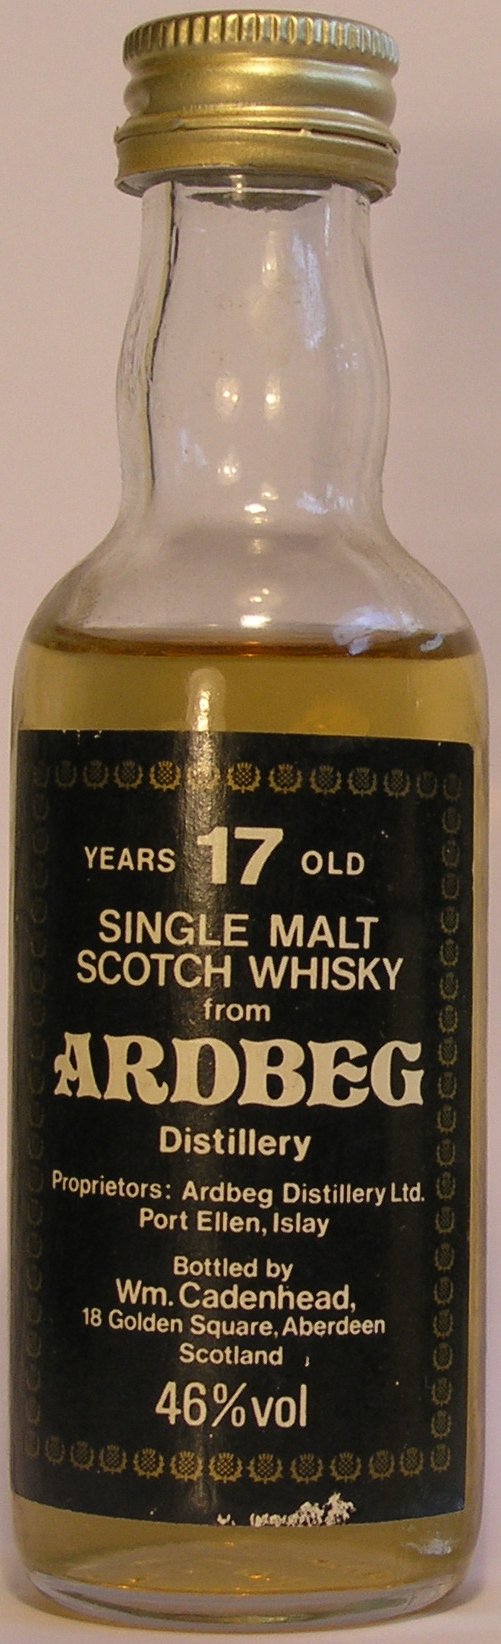 YEARS 17 OLD
SINGLE MALT
SCOTCH WHISKY
from
ARDBEG
Distillery
Proprietors: Ardbeg Distillery Ltd.
Port Ellen, Islay
Bottled by
Wm. Cadenhead,
18 Golden Square, Aberdeen
Scotland
46% vol